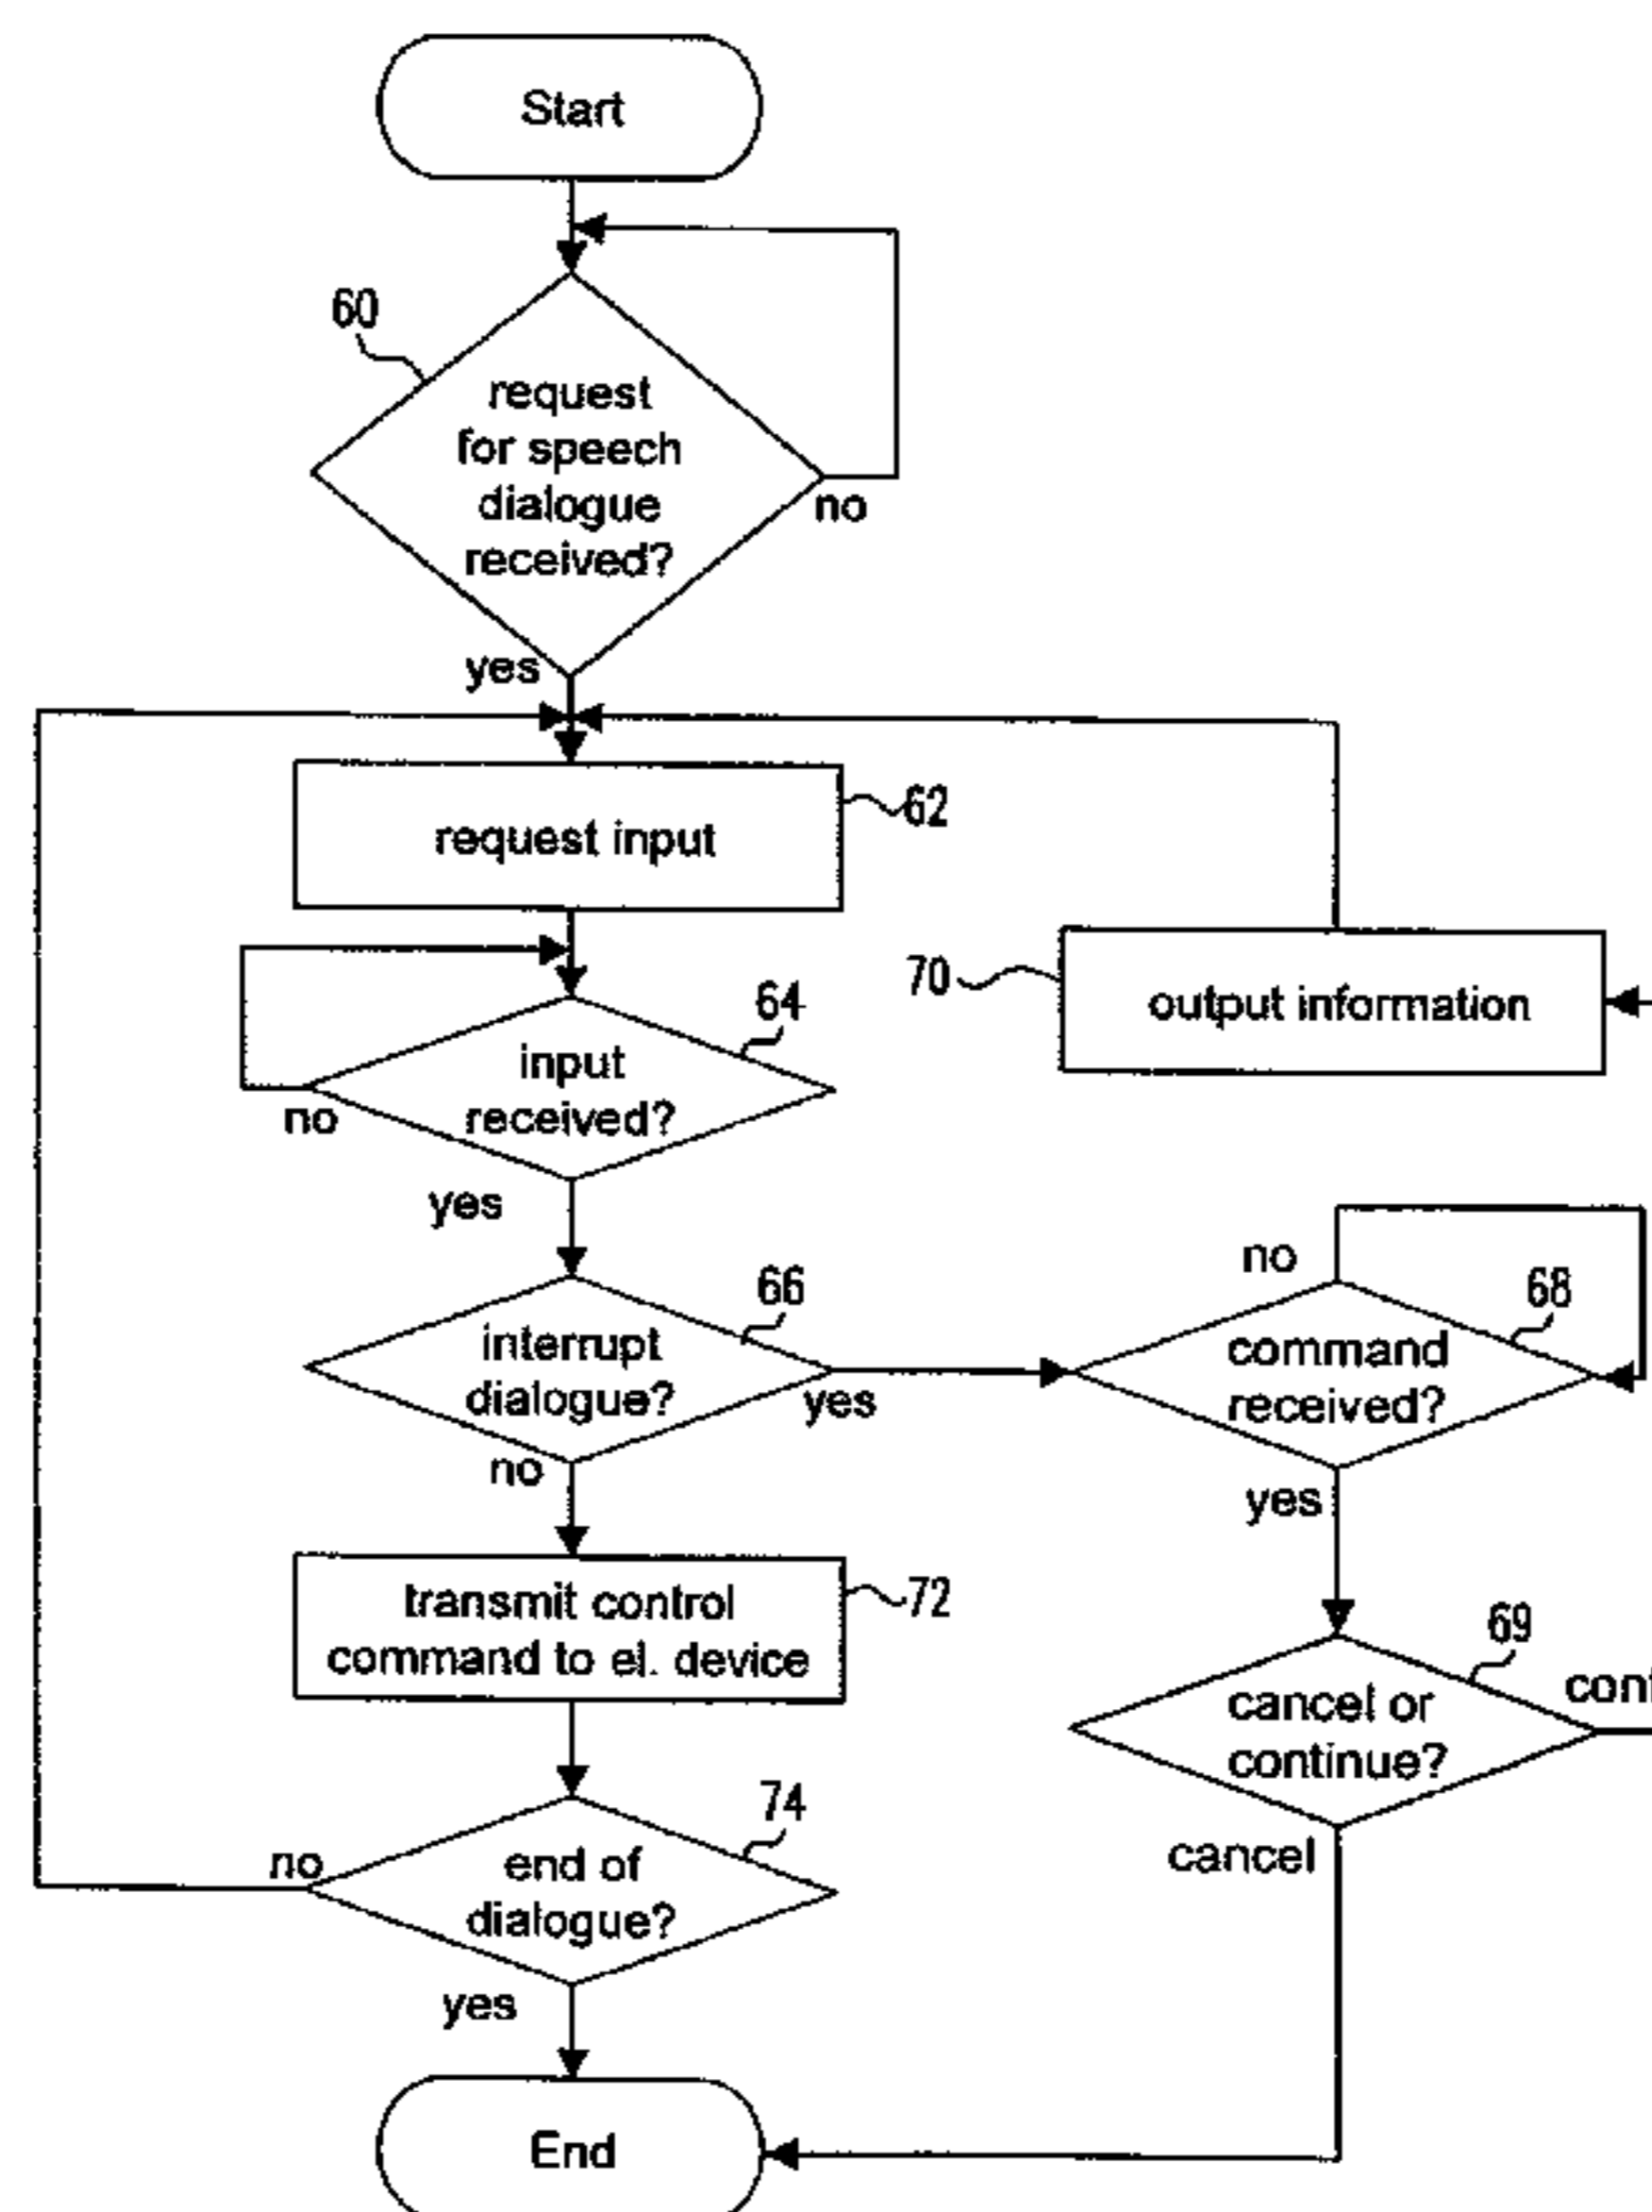 Start
60
request
for speech
dialogue
received?
no
yes
request input
62
70
output information
64
input
received?
no
yes
66
interrupt
dialogue?
yes
no
no
68
command
received?
yes
transmit control
command to el. device
72
69
cancel or
continue?
cancel
74
end of
dialogue?
no
yes
End